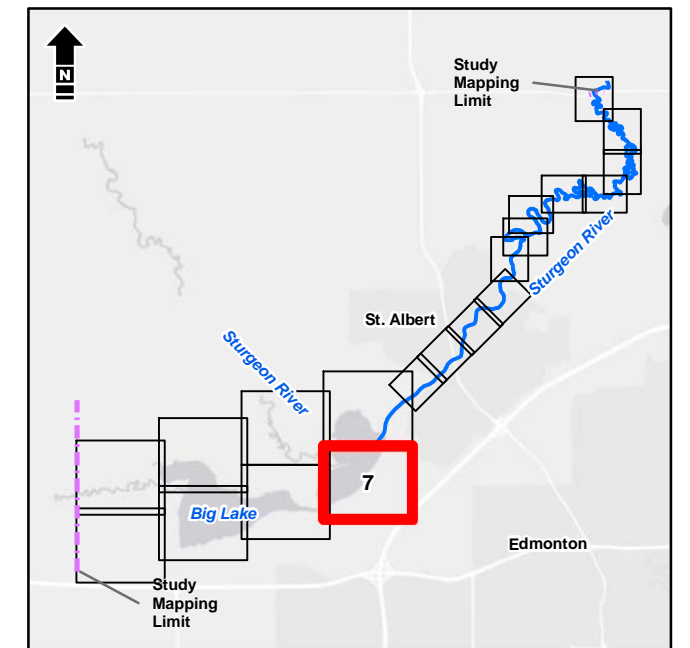 N
Study
Mapping
Limit
Sturgeon River
St. Albert
Sturgeon River
7
Big Lake
Edmonton
Study
Mapping
Limit